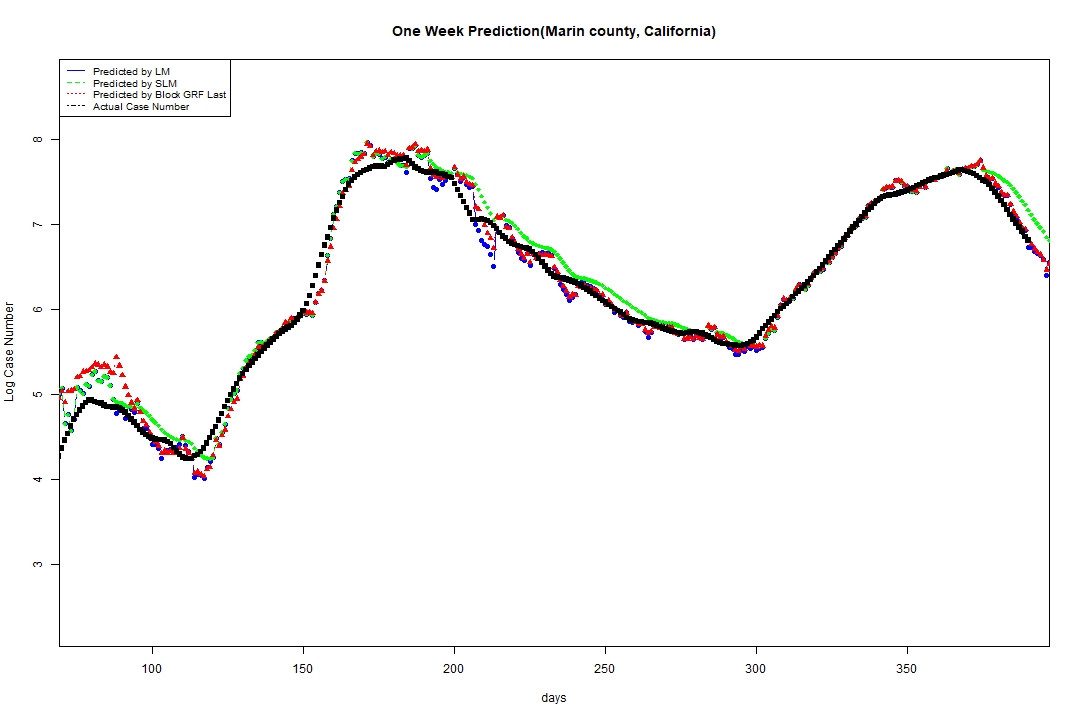 One Week Prediction(Marin county, California)
Predicted by LM
Predicted by SLM
Predicted by Block GRF Last
Actual Case Number
8
7
6
5
4
3
Log Case Number
100 150 200 250 300 350
days